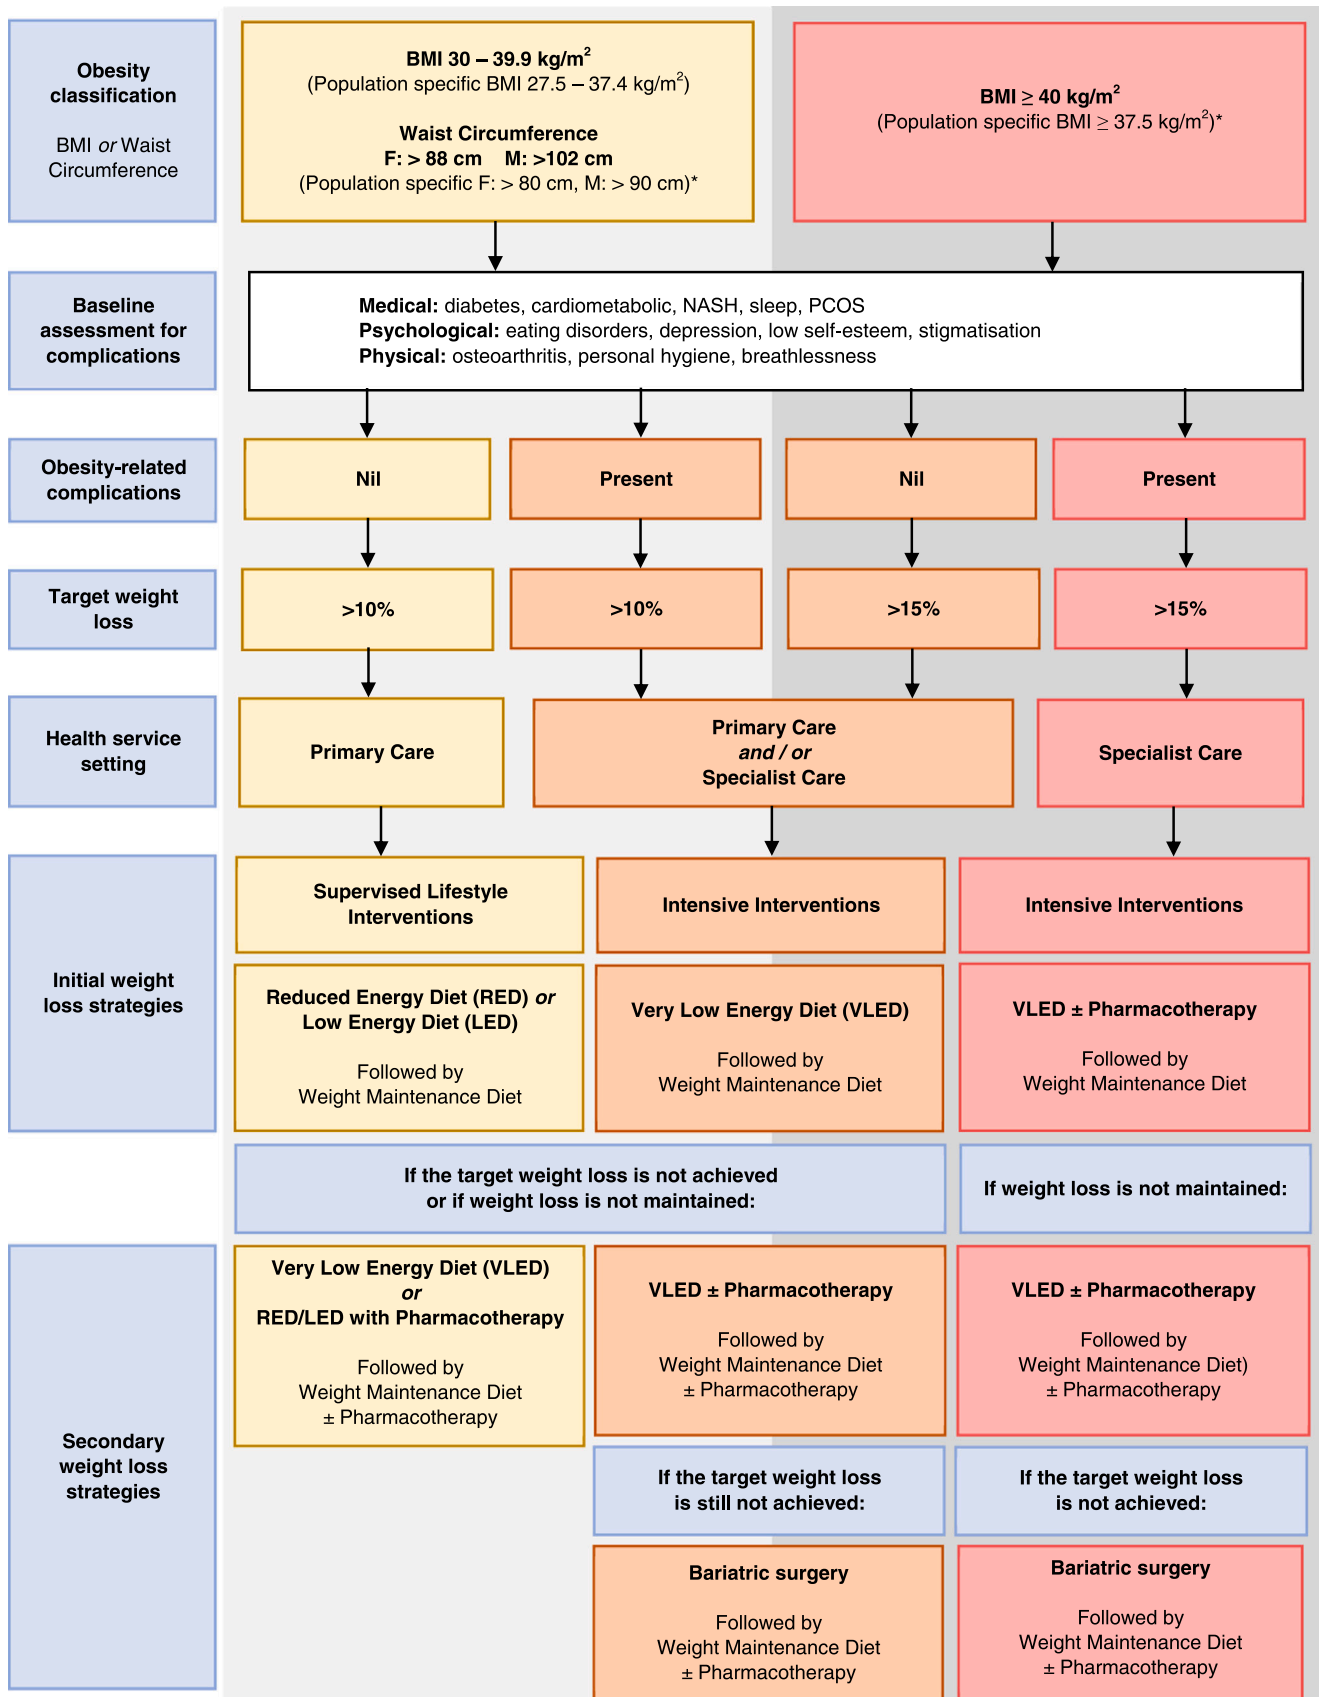 Obesity
classification
BMI or Waist
Circumference
BMI 30 – 39.9 kg/m²
(Population specific BMI 27.5 – 37.4 kg/m²)
Waist Circumference
F: > 88 cm M: >102 cm
(Population specific F: > 80 cm, M: > 90 cm)*
BMI ≥ 40 kg/m²
(Population specific BMI ≥ 37.5 kg/m²)*
Baseline
assessment for
complications
Medical: diabetes, cardiometabolic, NASH, sleep, PCOS
Psychological: eating disorders, depression, low self-esteem, stigmatisation
Physical: osteoarthritis, personal hygiene, breathlessness
Obesity-related
complications
Nil
Present
Nil
Present
Target weight
loss
>10%
>10%
>15%
>15%
Health service
setting
Primary Care
Primary Care
and / or
Specialist Care
Specialist Care
Initial weight
loss strategies
Supervised Lifestyle
Interventions
Intensive Interventions
Intensive Interventions
Reduced Energy Diet (RED) or
Low Energy Diet (LED)
Followed by
Weight Maintenance Diet
Very Low Energy Diet (VLED)
Followed by
Weight Maintenance Diet
VLED ± Pharmacotherapy
Followed by
Weight Maintenance Diet
If the target weight loss is not achieved
or if weight loss is not maintained:
If weight loss is not maintained:
Secondary
weight loss
strategies
Very Low Energy Diet (VLED)
or
RED/LED with Pharmacotherapy
Followed by
Weight Maintenance Diet
± Pharmacotherapy
VLED ± Pharmacotherapy
Followed by
Weight Maintenance Diet
± Pharmacotherapy
VLED ± Pharmacotherapy
Followed by
Weight Maintenance Diet)
± Pharmacotherapy
If the target weight loss
is still not achieved:
If the target weight loss
is not achieved:
Bariatric surgery
Followed by
Weight Maintenance Diet
± Pharmacotherapy
Bariatric surgery
Followed by
Weight Maintenance Diet
± Pharmacotherapy